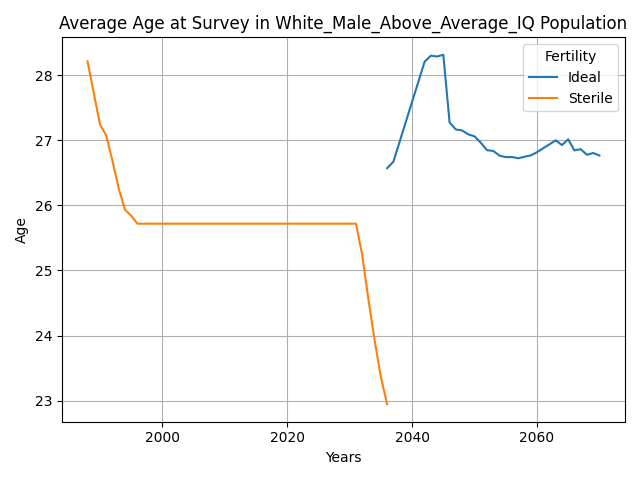 Average Age at Survey in White_Male_Above_Average_IQ Population
Fertility
Ideal
Sterile
28
27
26
25
24
23
Age
2000
2020
2040
2060
Years